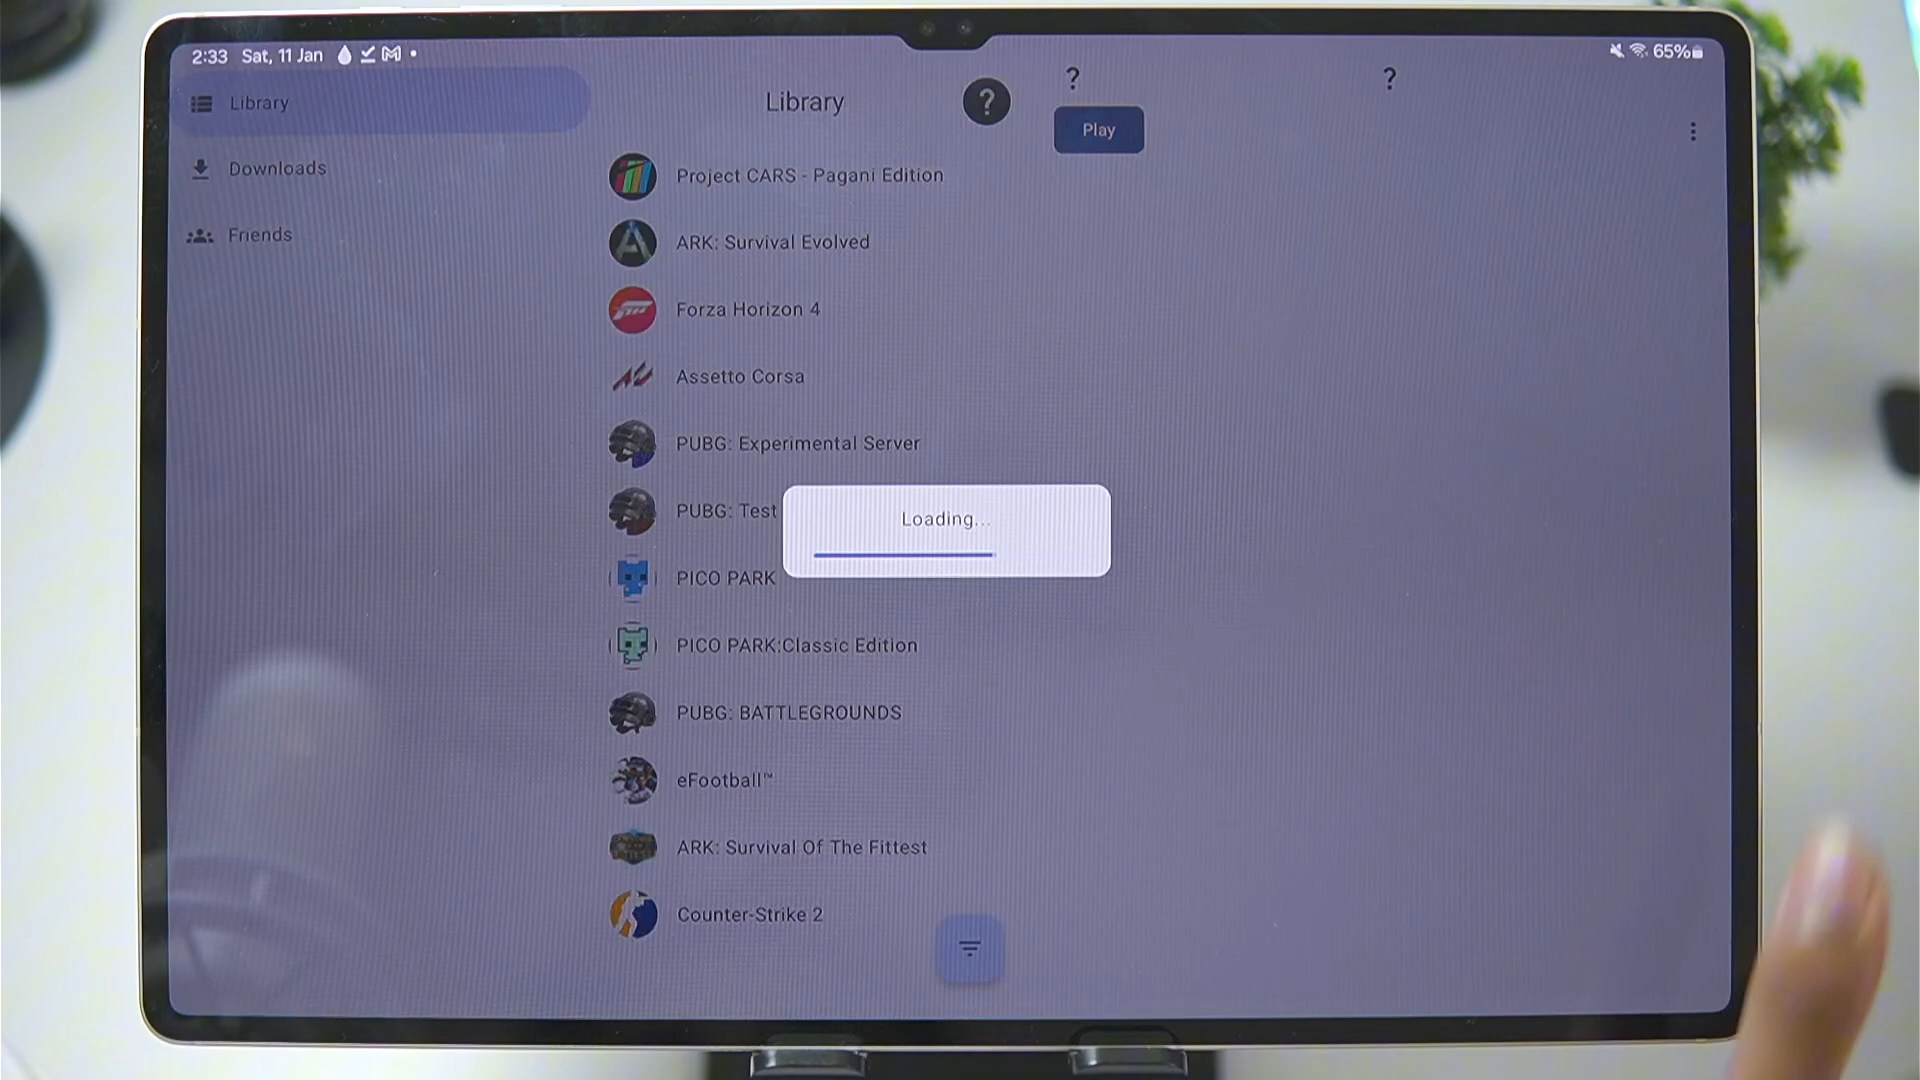 2:33 Sat, 11 Jan
65%
Library
Downloads
Friends
Library
?
?
?
Play
Project CARS - Pagani Edition
ARK: Survival Evolved
Forza Horizon 4
Assetto Corsa
PUBG: Experimental Server
PUBG: Test
PICO PARK
PICO PARK:Classic Edition
PUBG: BATTLEGROUNDS
eFootball™
ARK: Survival Of The Fittest
Counter-Strike 2
Loading...